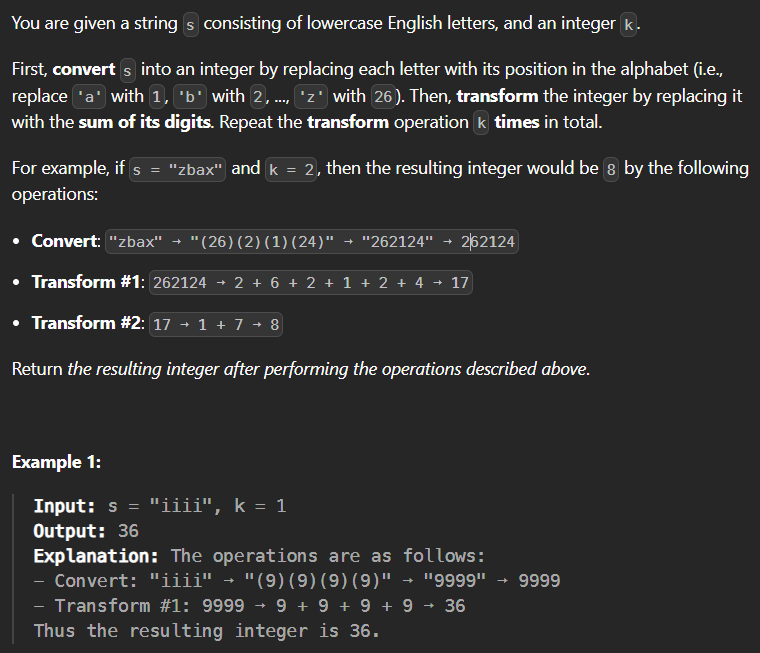 You are given a string s consisting of lowercase English letters, and an integer k.
First, convert s into an integer by replacing each letter with its position in the alphabet (i.e.,
replace 'a' with 1, 'b' with 2, ..., 'z' with 26). Then, transform the integer by replacing it
with the sum of its digits. Repeat the transform operation k times in total.
For example, if s = "zbax" and k = 2, then the resulting integer would be 8 by the following
operations:
• Convert: "zbax" → "(26)(2)(1)(24)" → "262124" → 262124
• Transform #1: 262124 → 2 + 6 + 2 + 1 + 2 + 4 → 17
• Transform #2: 17 → 1 + 7 → 8
Return the resulting integer after performing the operations described above.
Example 1:
Input: s = "iiii", k = 1
Output: 36
Explanation: The operations are as follows:
– Convert: "iiii" → "(9)(9)(9)(9)" → "9999" → 9999
– Transform #1: 9999 → 9 + 9 + 9 + 9 → 36
Thus the resulting integer is 36.